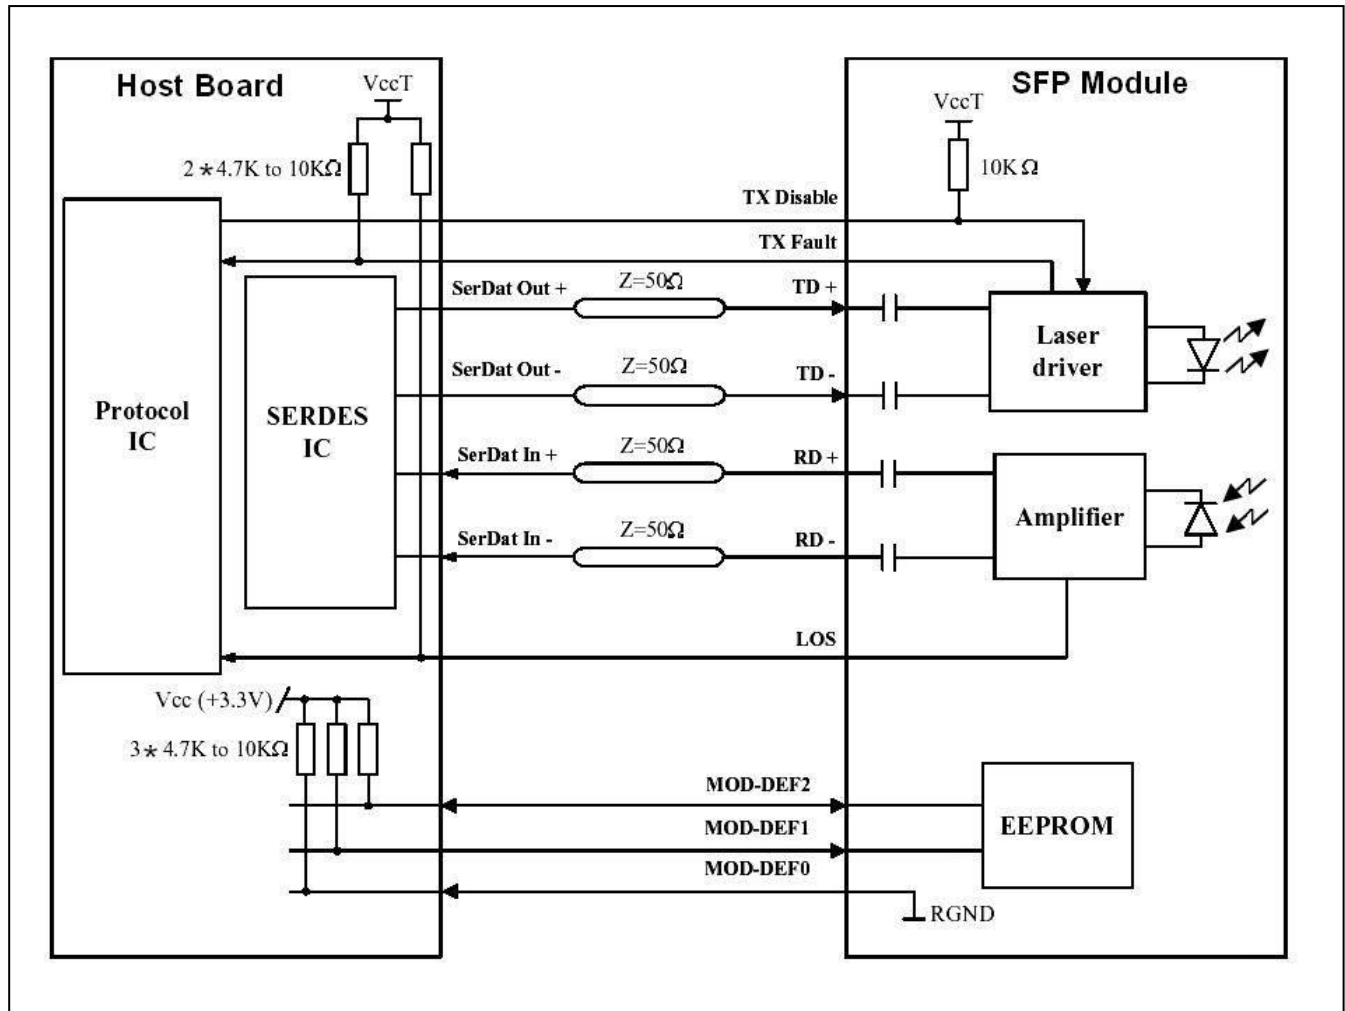 Host Board
SFP Module
VccT
VccT
2*4.7K to 10KΩ
10KΩ
TX Disable
TX Fault
SerDat Out +
Z=50Ω
TD +
Laser
driver
SerDat Out -
Z=50Ω
TD -
Protocol
IC
SERDES
IC
SerDat In +
Z=50Ω
RD +
Amplifier
SerDat In -
Z=50Ω
RD -
LOS
Vcc (+3.3V)
3*4.7K to 10KΩ
MOD-DEF2
EEPROM
MOD-DEF1
MOD-DEF0
RGND